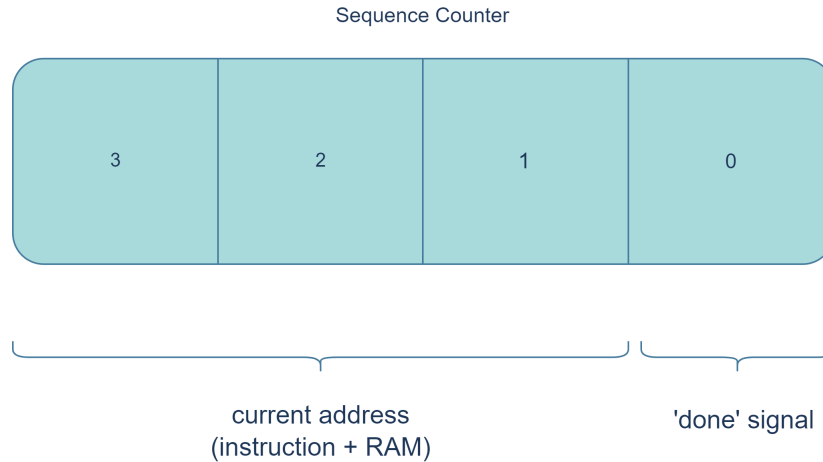 Sequence Counter
3
2
1
0
current address
(instruction + RAM)
'done' signal